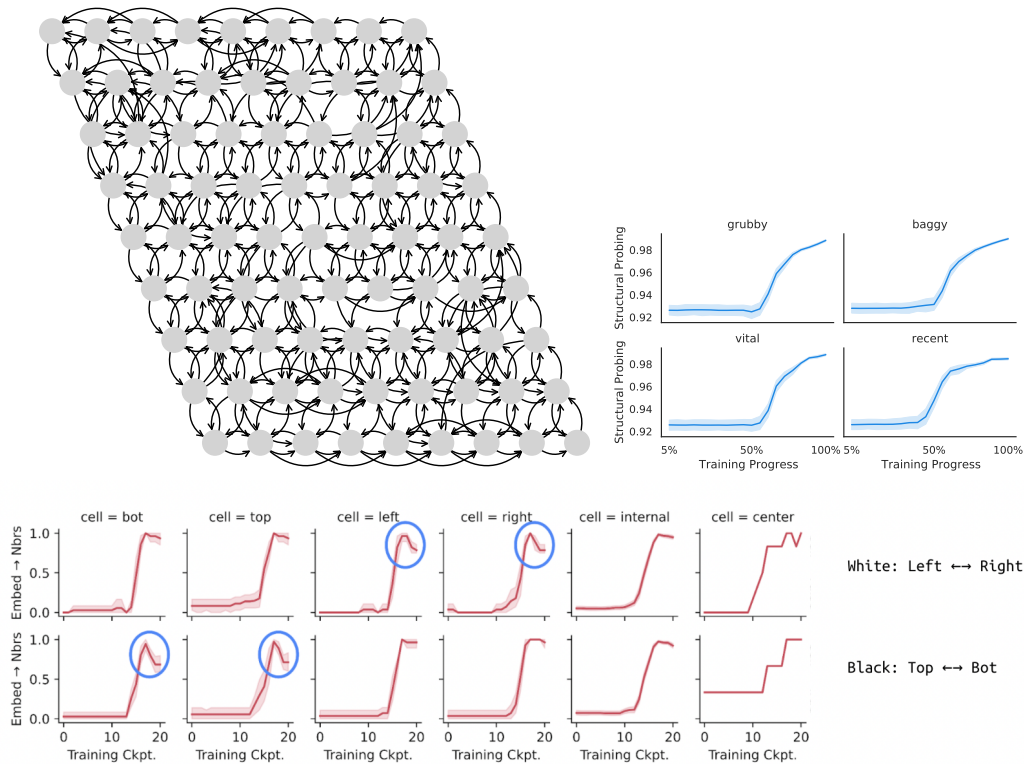 grubby baggy
Structural Probing
0.98
0.96
0.94
0.92
vital recent
Structural Probing
0.98
0.96
0.94
0.92
5% 50% 100% 5% 50% 100%
Training Progress Training Progress
cell = bot cell = top cell = left cell = right cell = internal cell = center
Embed → Nbrs
1.0
0.5
0.0
White: Left ←→ Right
Embed → Nbrs
1.0
0.5
0.0
Black: Top ←→ Bot
0 10 20 0 10 20 0 10 20 0 10 20 0 10 20 0 10 20
Training Ckpt. Training Ckpt. Training Ckpt. Training Ckpt. Training Ckpt. Training Ckpt.